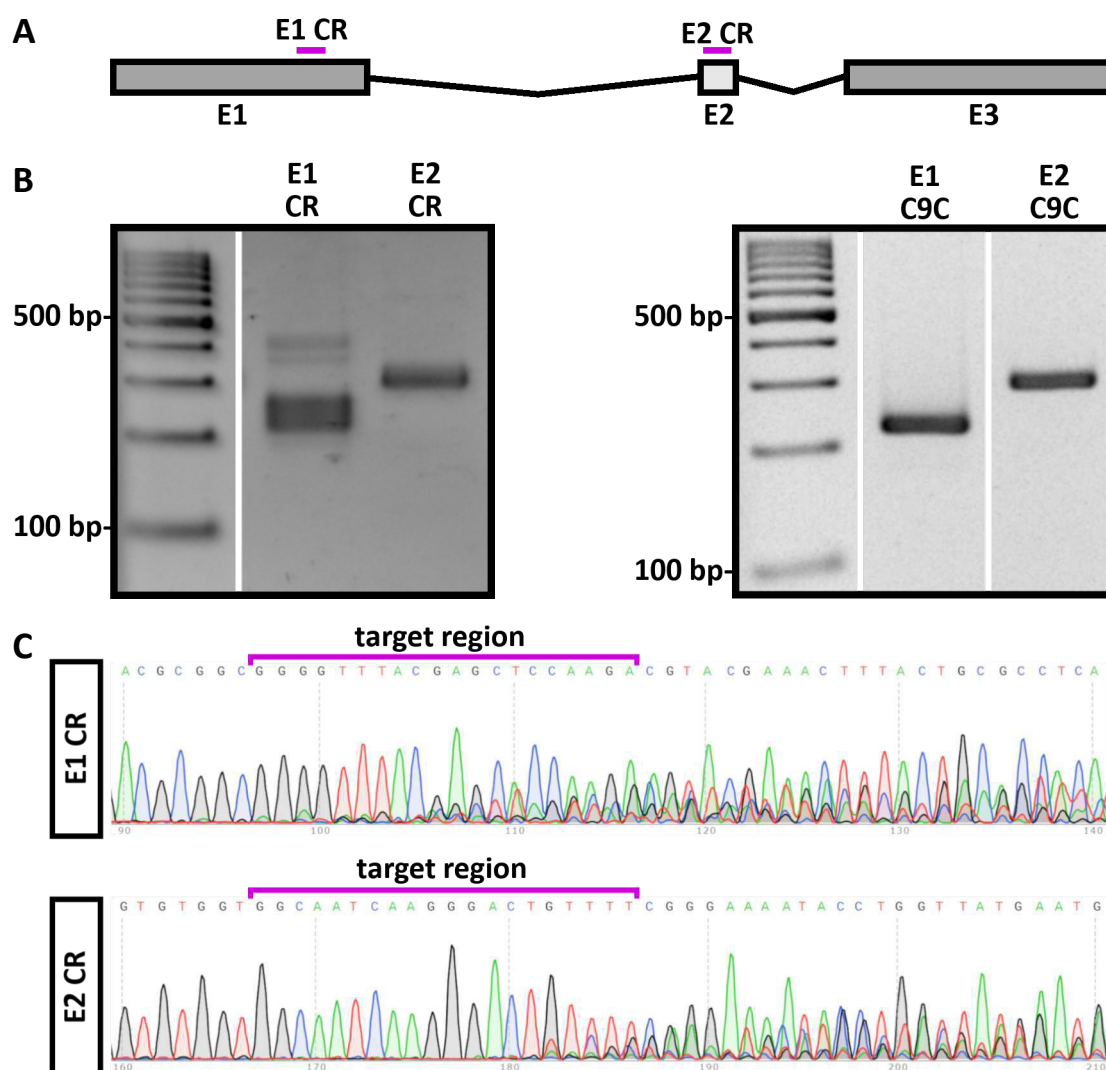 A
E1 CR
E2 CR
E1
E2
E3
B
E1
CR
E2
CR
500 bp
100 bp
E1
C9C
E2
C9C
500 bp
100 bp
C
target region
E1 CR
A C G C G G C G G G G T T T A C G A G C T C C A A G A C G T A C G A A A C T T T A C T G C G C C T C A
90 100 110 120 130 140
target region
E2 CR
G T G T G G T G G C A A T C A A G G G A C T G T T T T C G G G A A A A T A C C T G G T T A T G A A T G
160 170 180 190 200 210